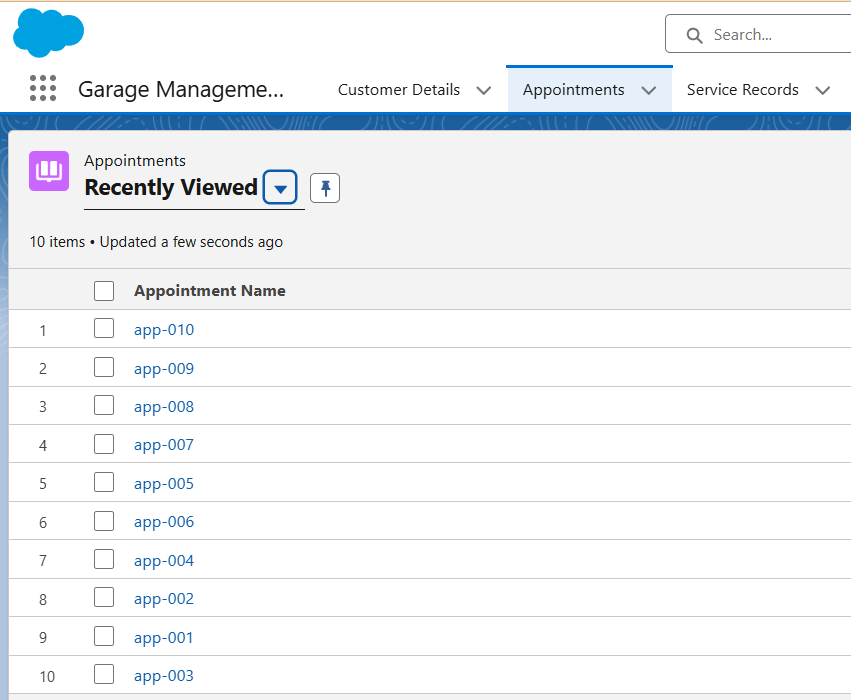 Search...
Garage Manageme...
Customer Details
Appointments
Service Records
Appointments
Recently Viewed
10 items • Updated a few seconds ago
Appointment Name
1 app-010
2 app-009
3 app-008
4 app-007
5 app-005
6 app-006
7 app-004
8 app-002
9 app-001
10 app-003